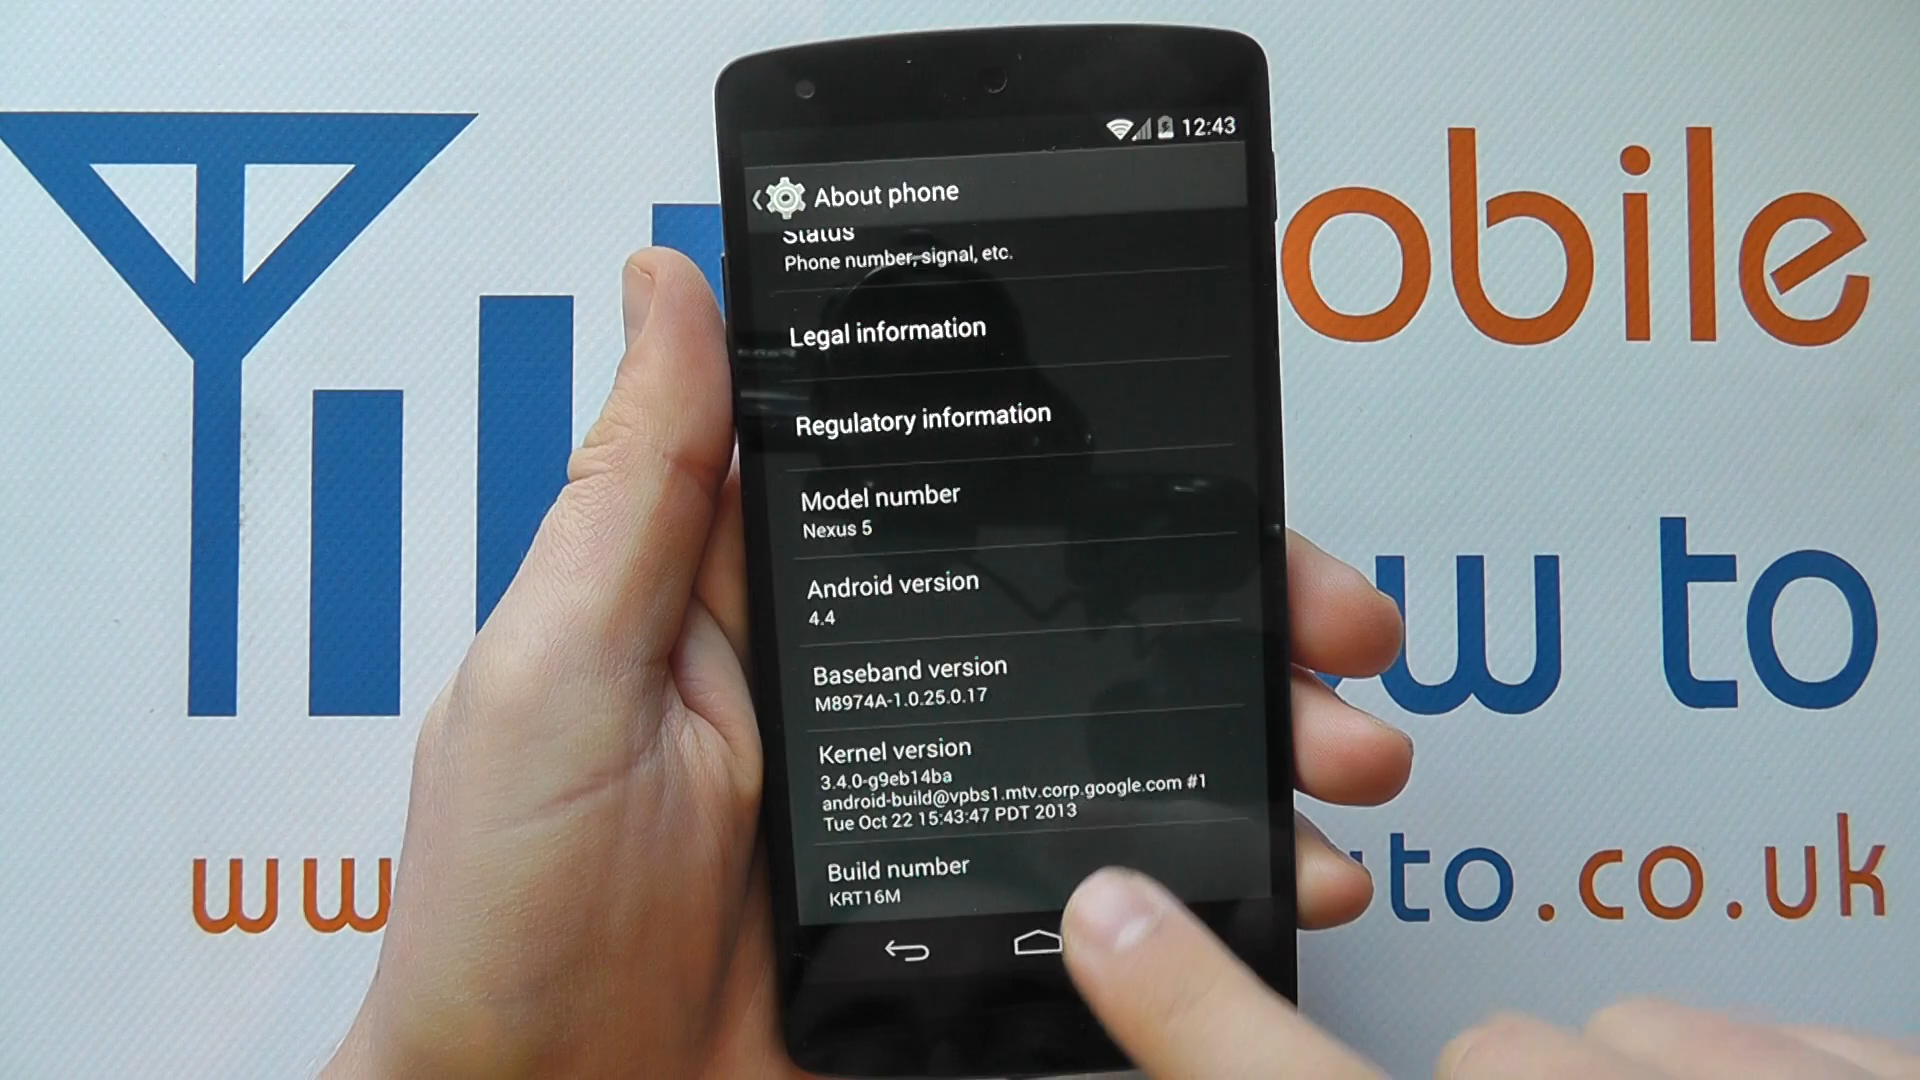 12:43
About phone
Status
Phone number, signal, etc.
Legal information
Regulatory information
Model number
Nexus 5
Android version
4.4
Baseband version
M8974A-1.0.25.0.17
Kernel version
3.4.0-g9eb14ba
android-build@vpbs1.mtv.corp.google.com #1
Tue Oct 22 15:43:47 PDT 2013
Build number
KRT16M
obile
ow to
ww
to.co.uk